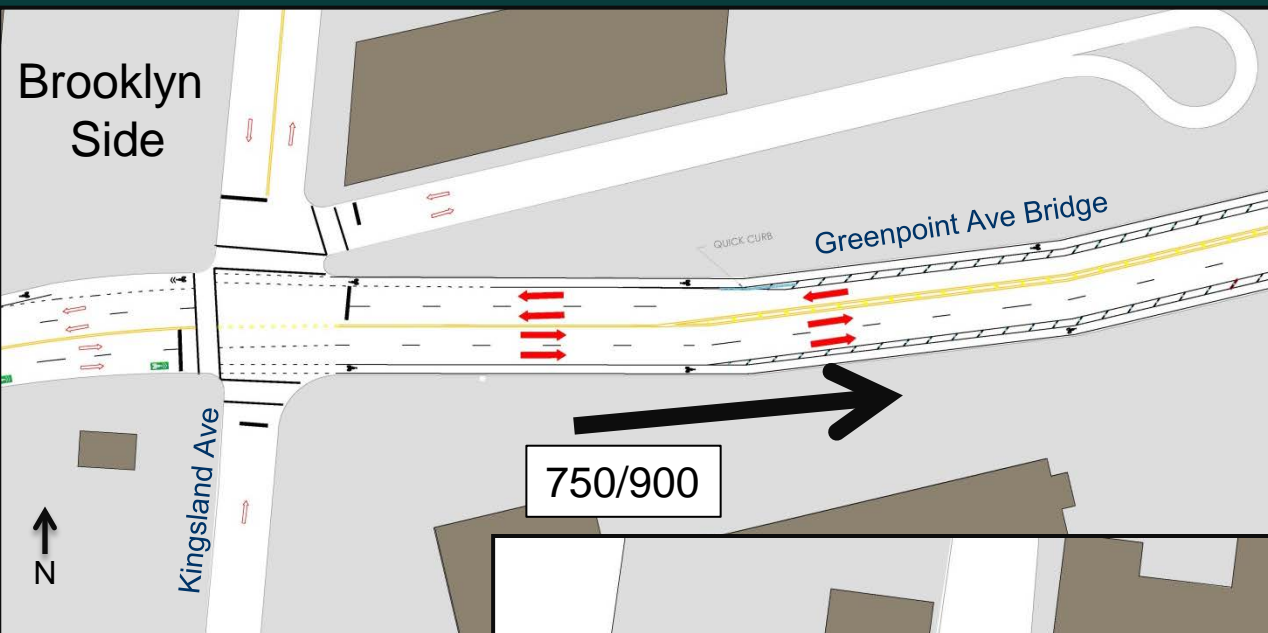 Brooklyn
Side
QUICK CURB
Greenpoint Ave Bridge
Kingsland Ave
750/900
N